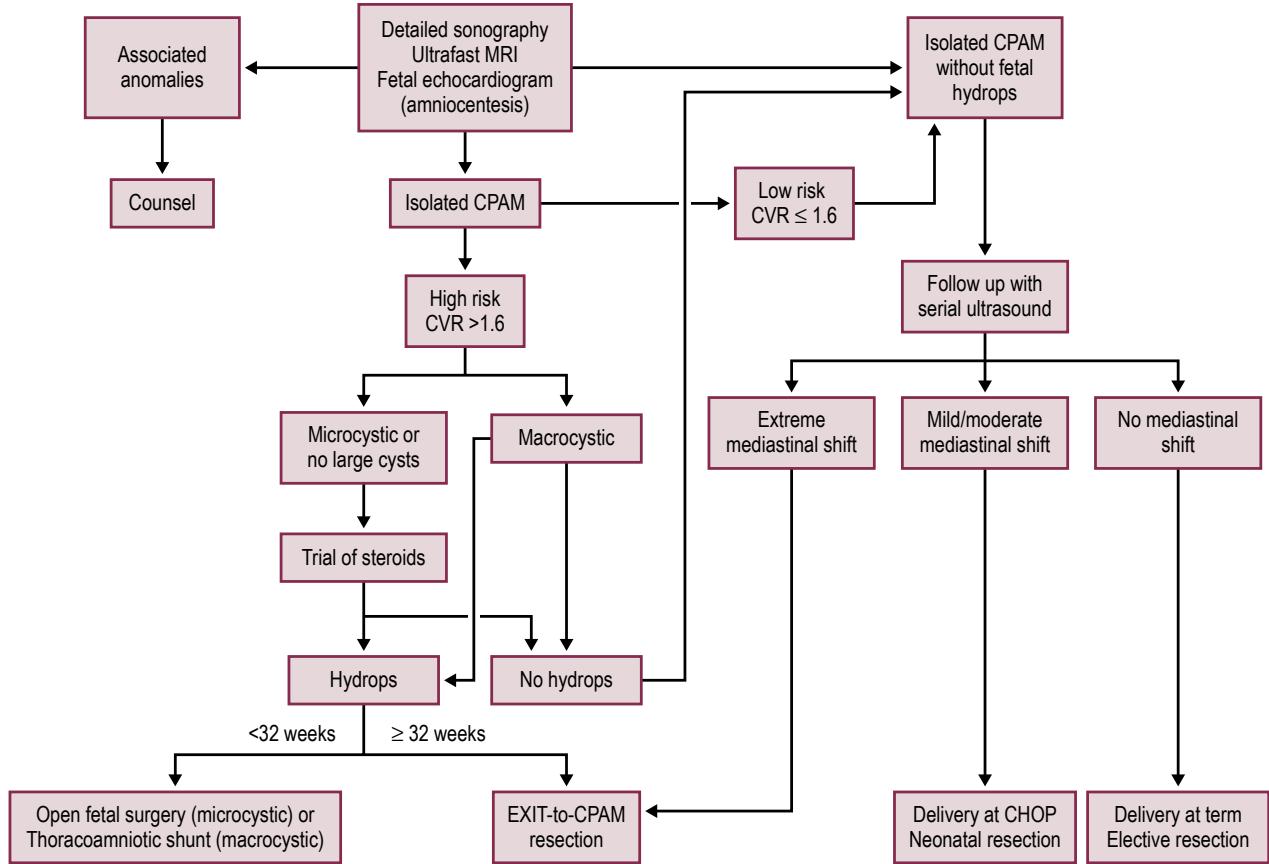 Associated
anomalies
Detailed sonography
Ultrafast MRI
Fetal echocardiogram
(amniocentesis)
Isolated CPAM
without fetal
hydrops
Counsel
Isolated CPAM
Low risk
CVR ≤ 1.6
High risk
CVR >1.6
Follow up with
serial ultrasound
Microcystic or
no large cysts
Macrocystic
Extreme
mediastinal shift
Mild/moderate
mediastinal shift
No mediastinal
shift
Trial of steroids
Hydrops
No hydrops
<32 weeks
≥ 32 weeks
Open fetal surgery (microcystic) or
Thoracoamniotic shunt (macrocystic)
EXIT-to-CPAM
resection
Delivery at CHOP
Neonatal resection
Delivery at term
Elective resection